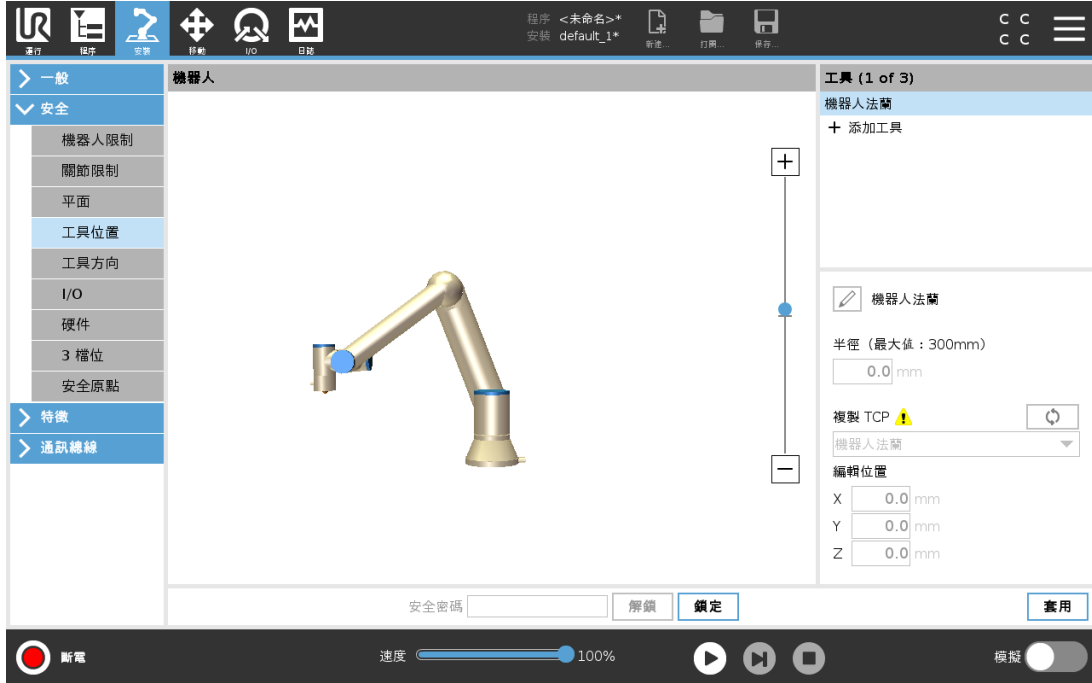 UR
運行
程序
安裝
移動
I/O
日誌
程序 <未命名>*
安裝 default_1*
新建...
打開...
保存...
C C
C C
一般
安全
機器人限制
關節限制
平面
工具位置
工具方向
I/O
硬件
3 檔位
安全原點
特徵
通訊總線
機器人
工具 (1 of 3)
機器人法蘭
添加工具
機器人法蘭
半徑（最大值：300mm）
0.0 mm
複製 TCP
機器人法蘭
編輯位置
X 0.0 mm
Y 0.0 mm
Z 0.0 mm
安全密碼
解鎖
鎖定
套用
斷電
速度
100%
模擬